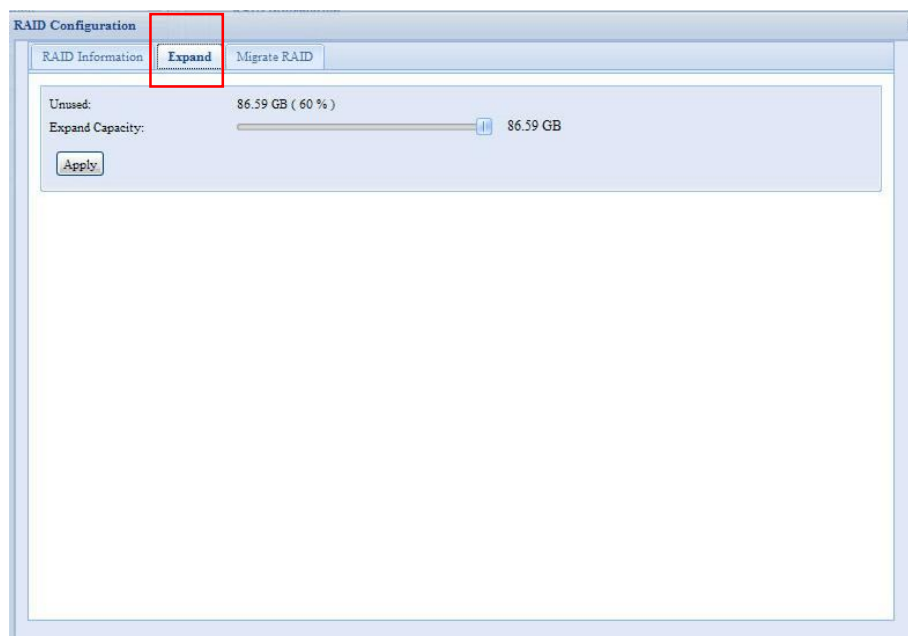 RAID Configuration
RAID Information Expand Migrate RAID
Unused: 86.59 GB ( 60 % )
Expand Capacity: 86.59 GB
Apply